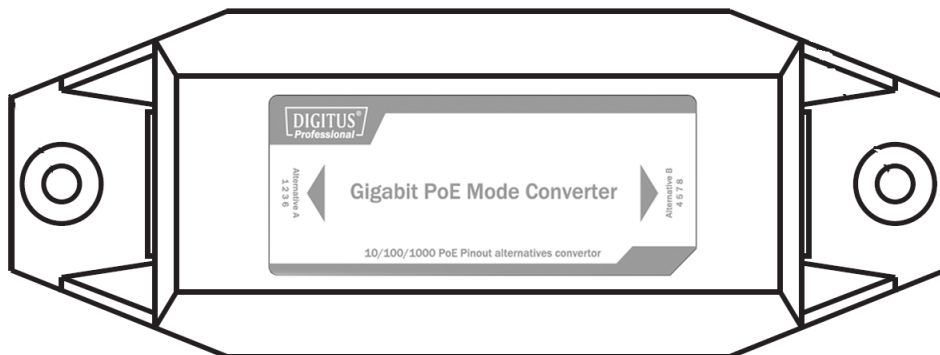 DIGITUS®
Professional
Alternative A
1 2 3 6
Gigabit PoE Mode Converter
Alternative B
4 5 7 8
10/100/1000 PoE Pinout alternatives convertor